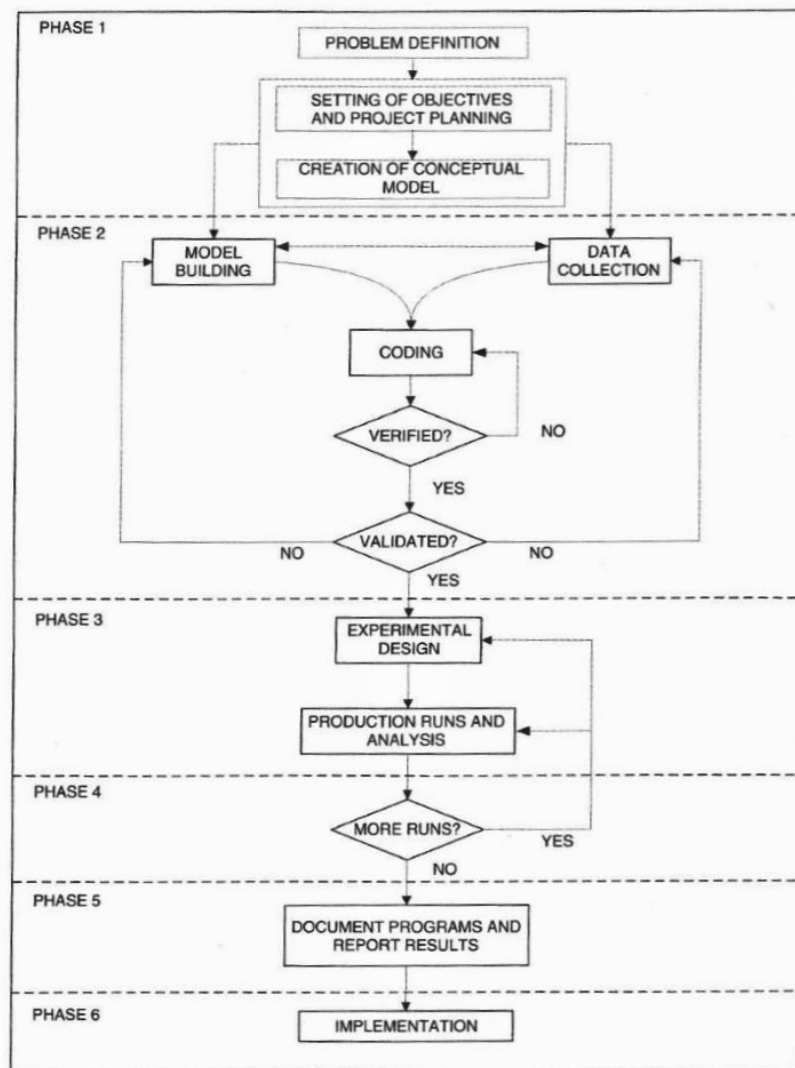 PHASE 1
PROBLEM DEFINITION
SETTING OF OBJECTIVES
AND PROJECT PLANNING
CREATION OF CONCEPTUAL
MODEL
PHASE 2
MODEL
BUILDING
DATA
COLLECTION
CODING
VERIFIED?
NO
YES
VALIDATED?
NO
NO
YES
PHASE 3
EXPERIMENTAL
DESIGN
PRODUCTION RUNS AND
ANALYSIS
PHASE 4
MORE RUNS?
YES
NO
PHASE 5
DOCUMENT PROGRAMS AND
REPORT RESULTS
PHASE 6
IMPLEMENTATION